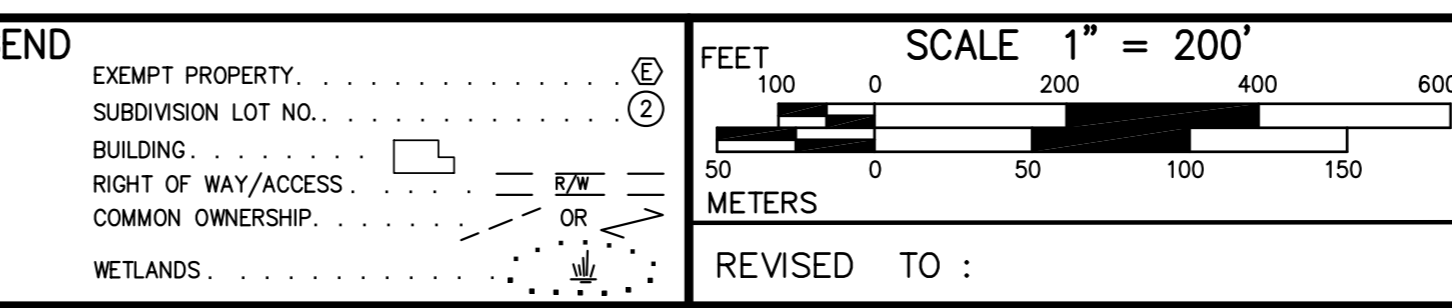 END
EXEMPT PROPERTY. . . . . . . . . . . . . . . E
SUBDIVISION LOT NO.. . . . . . . . . . . . . 2
BUILDING. . . . . . . .
RIGHT OF WAY/ACCESS . . . . . R/W
COMMON OWNERSHIP. . . . . . . OR
WETLANDS . . . . . . . . . . . .
SCALE 1” = 200’
FEET
100 0 200 400 600
50 0 50 100 150
METERS
REVISED TO :